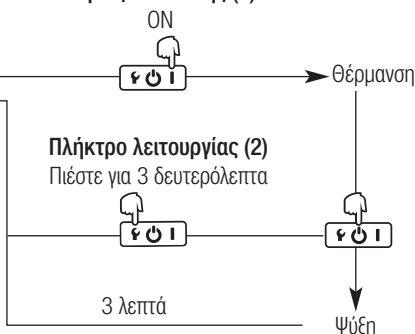 ON
Θέρμανση
Πλήκτρο λειτουργίας (2)
Πιέστε για 3 δευτερόλεπτα
3 λεπτά
Ψύξη